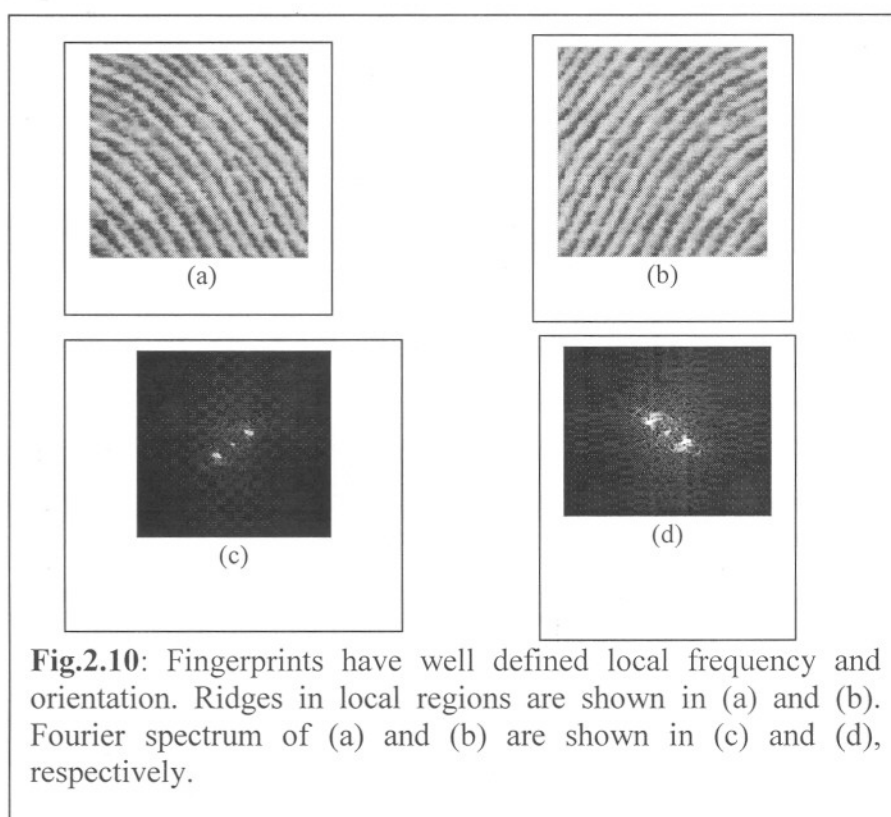 (a)
(b)
(c)
(d)
Fig.2.10: Fingerprints have well defined local frequency and
orientation. Ridges in local regions are shown in (a) and (b).
Fourier spectrum of (a) and (b) are shown in (c) and (d),
respectively.